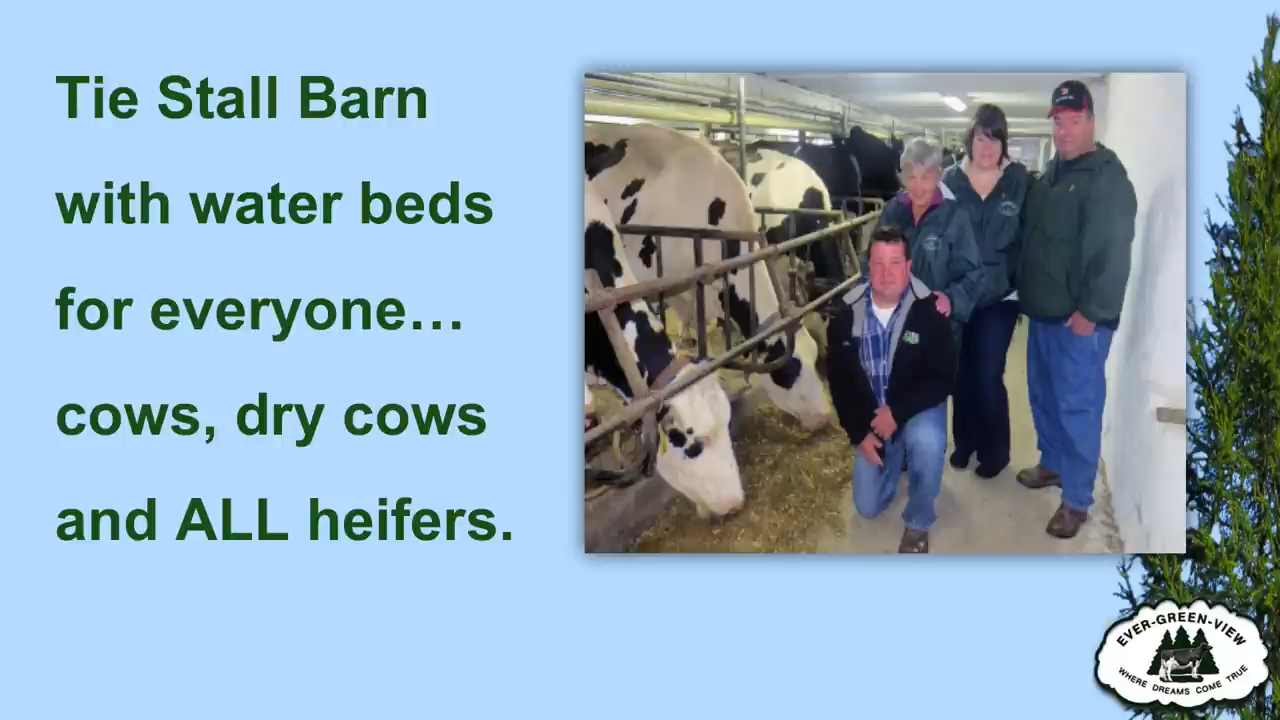 Tie Stall Barn
with water beds
for everyone…
cows, dry cows
and ALL heifers.
EVER-GREEN-VIEW
WHERE DREAMS COME TRUE